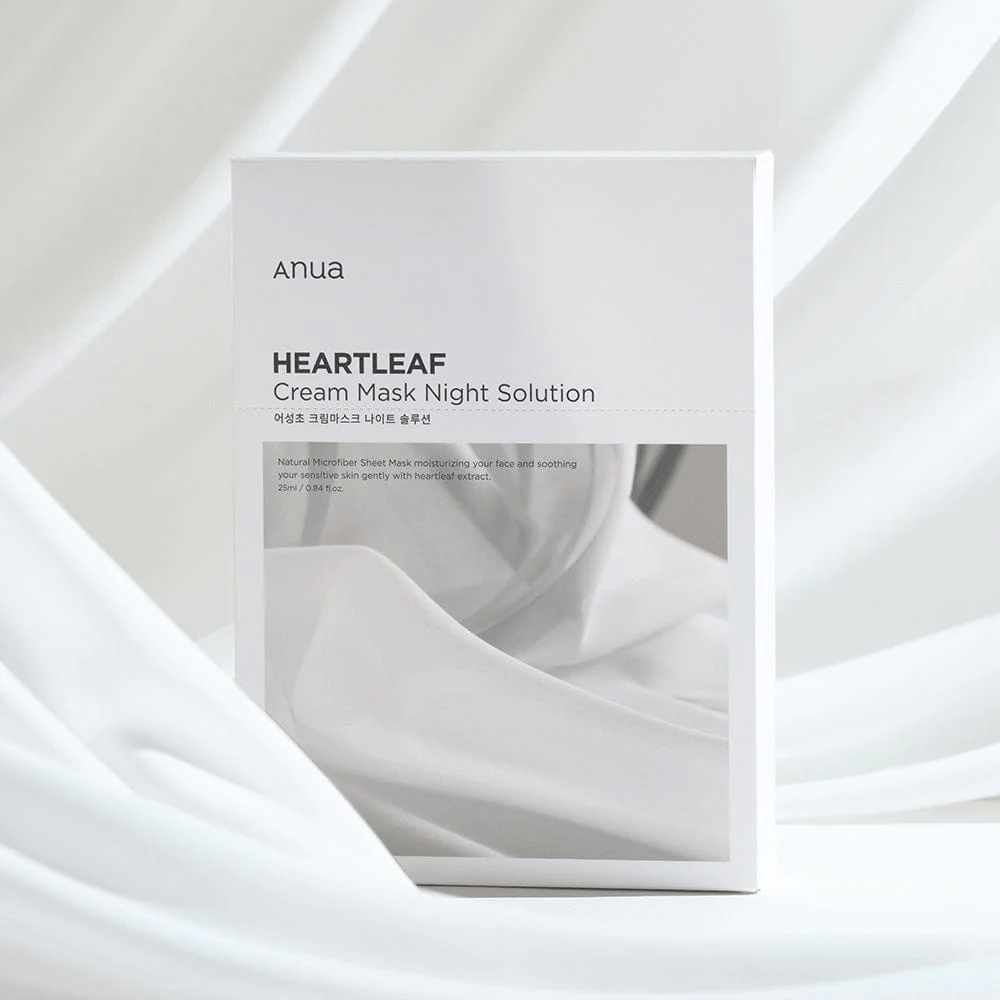 Anua
HEARTLEAF
Cream Mask Night Solution
어성초 크림마스크 나이트 솔루션
Natural Microfiber Sheet Mask moisturizing your face and soothing
your sensitive skin gently with heartleaf extract.
25ml / 0.84 fl.oz.